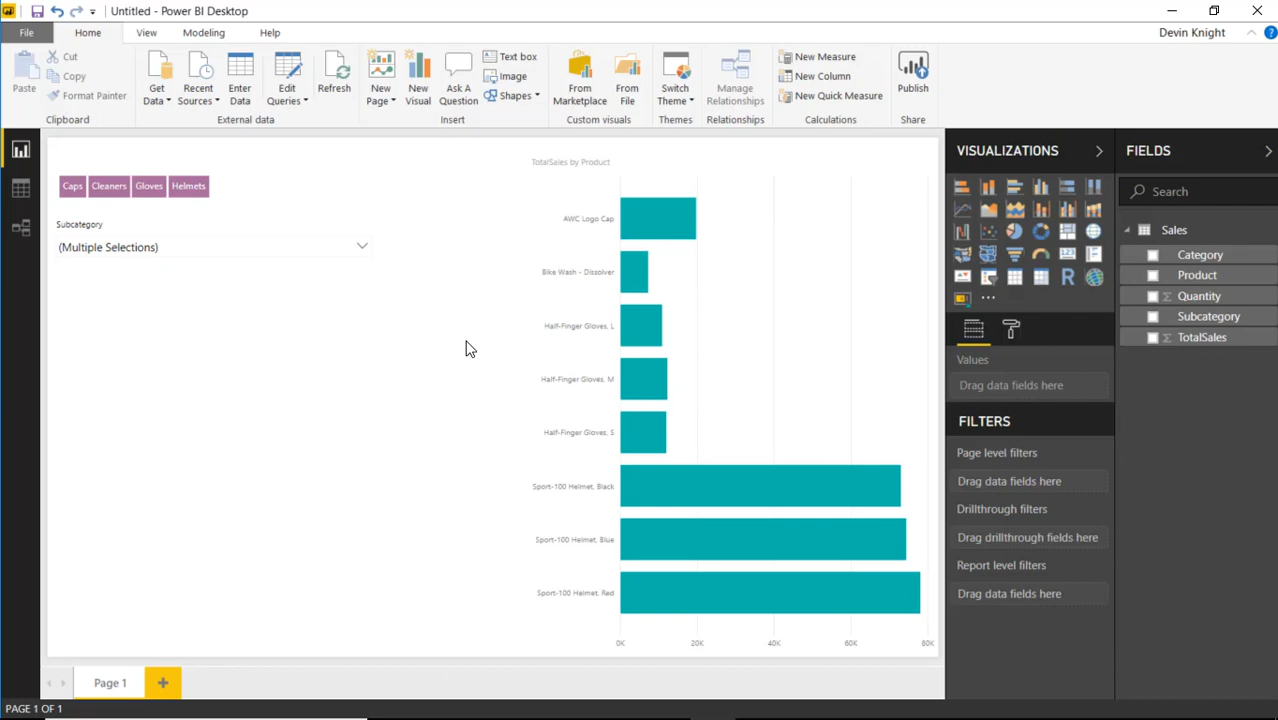 Untitled - Power BI Desktop
File
Home
View
Modeling
Help
Devin Knight
Paste
Cut
Copy
Format Painter
Clipboard
Get Data
Recent Sources
Enter Data
Edit Queries
Refresh
External data
New Page
New Visual
Ask A Question
Text box
Image
Shapes
Insert
From Marketplace
From File
Custom visuals
Switch Theme
Themes
Manage Relationships
Relationships
New Measure
New Column
New Quick Measure
Calculations
Publish
Share
Caps
Cleaners
Gloves
Helmets
Subcategory
(Multiple Selections)
TotalSales by Product
AWC Logo Cap
Bike Wash - Dissolver
Half-Finger Gloves, L
Half-Finger Gloves, M
Half-Finger Gloves, S
Sport-100 Helmet, Black
Sport-100 Helmet, Blue
Sport-100 Helmet, Red
0K 20K 40K 60K 80K
VISUALIZATIONS
R
Values
Drag data fields here
FILTERS
Page level filters
Drag data fields here
Drillthrough filters
Drag drillthrough fields here
Report level filters
Drag data fields here
FIELDS
Search
Sales
Category
Product
Σ Quantity
Subcategory
Σ TotalSales
Page 1
PAGE 1 OF 1